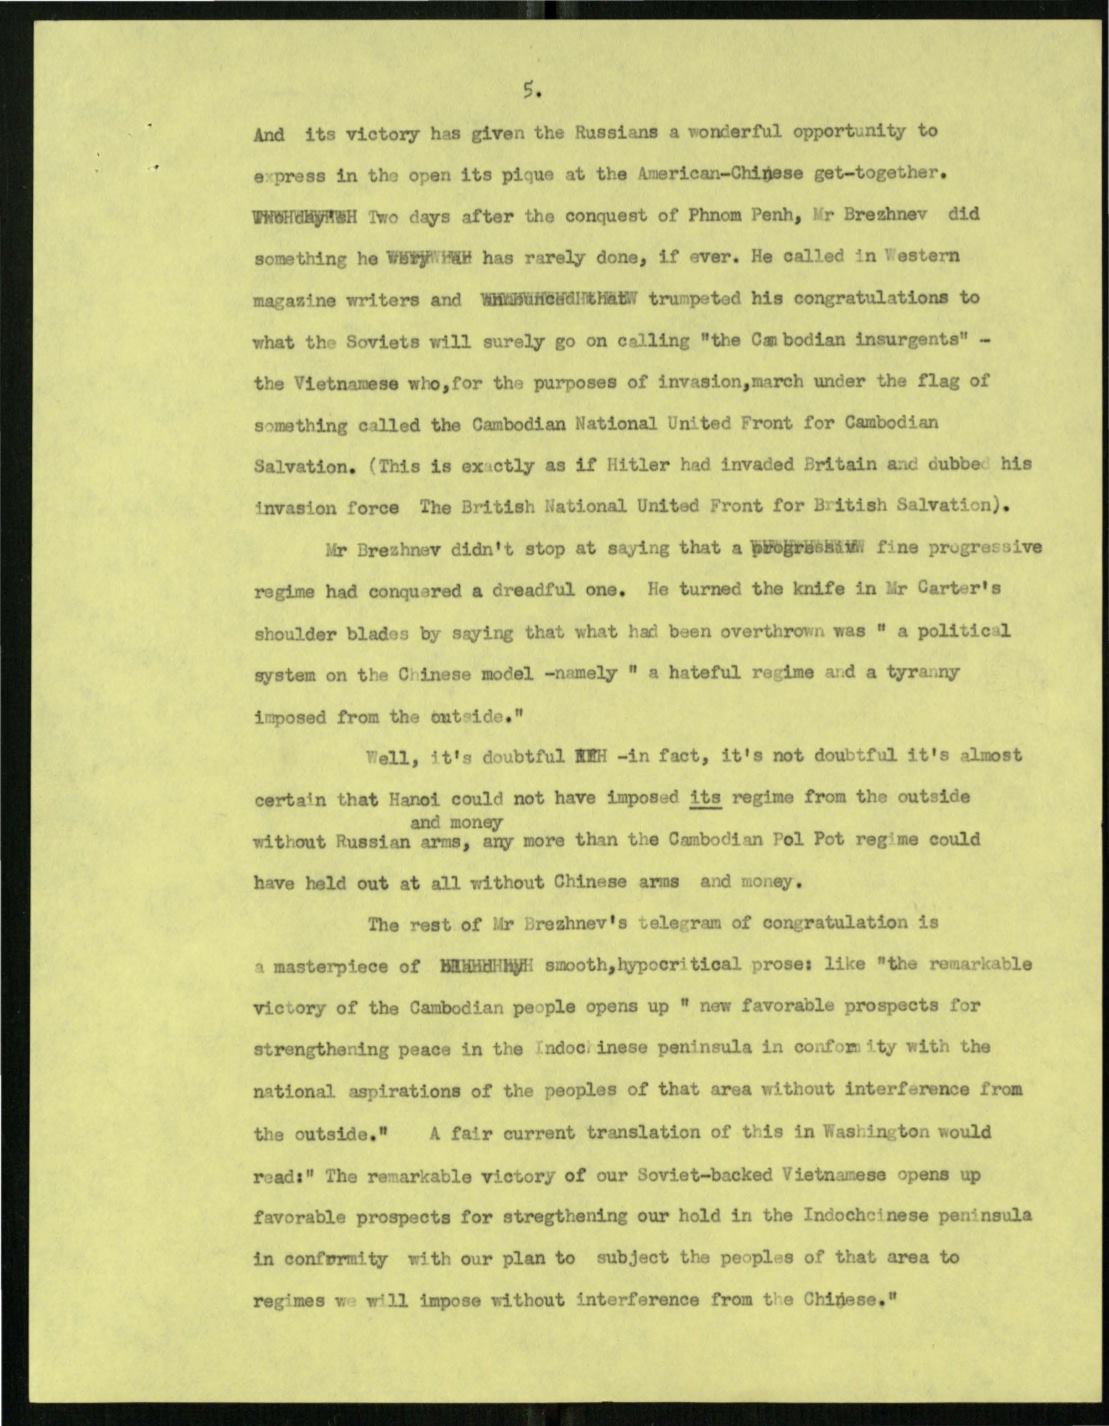 5.
And its victory has given the Russians a wonderful opportunity to
express in the open its pique at the American-Chinese get-together.
Two days after the conquest of Phnom Penh, Mr Brezhnev did
something he has rarely done, if ever. He called in Western
magazine writers and trumpeted his congratulations to
what the Soviets will surely go on calling "the Cambodian insurgents" -
the Vietnamese who,for the purposes of invasion,march under the flag of
something called the Cambodian National United Front for Cambodian
Salvation. (This is exactly as if Hitler had invaded Britain and dubbed his
invasion force The British National United Front for British Salvation).
Mr Brezhnev didn't stop at saying that a fine progressive
regime had conquered a dreadful one. He turned the knife in Mr Carter's
shoulder blades by saying that what had been overthrown was " a political
system on the Chinese model -namely " a hateful regime and a tyranny
imposed from the outside."
Well, it's doubtful -in fact, it's not doubtful it's almost
certain that Hanoi could not have imposed its regime from the outside
and money
without Russian arms, any more than the Cambodian Pol Pot regime could
have held out at all without Chinese arms and money.
The rest of Mr Brezhnev's telegram of congratulation is
a masterpiece of smooth,hypocritical prose: like "the remarkable
victory of the Cambodian people opens up " new favorable prospects for
strengthening peace in the Indochinese peninsula in conformity with the
national aspirations of the peoples of that area without interference from
the outside." A fair current translation of this in Washington would
read:" The remarkable victory of our Soviet-backed Vietnamese opens up
favorable prospects for stregthening our hold in the Indochcinese peninsula
in conformity with our plan to subject the peoples of that area to
regimes we will impose without interference from the Chinese."